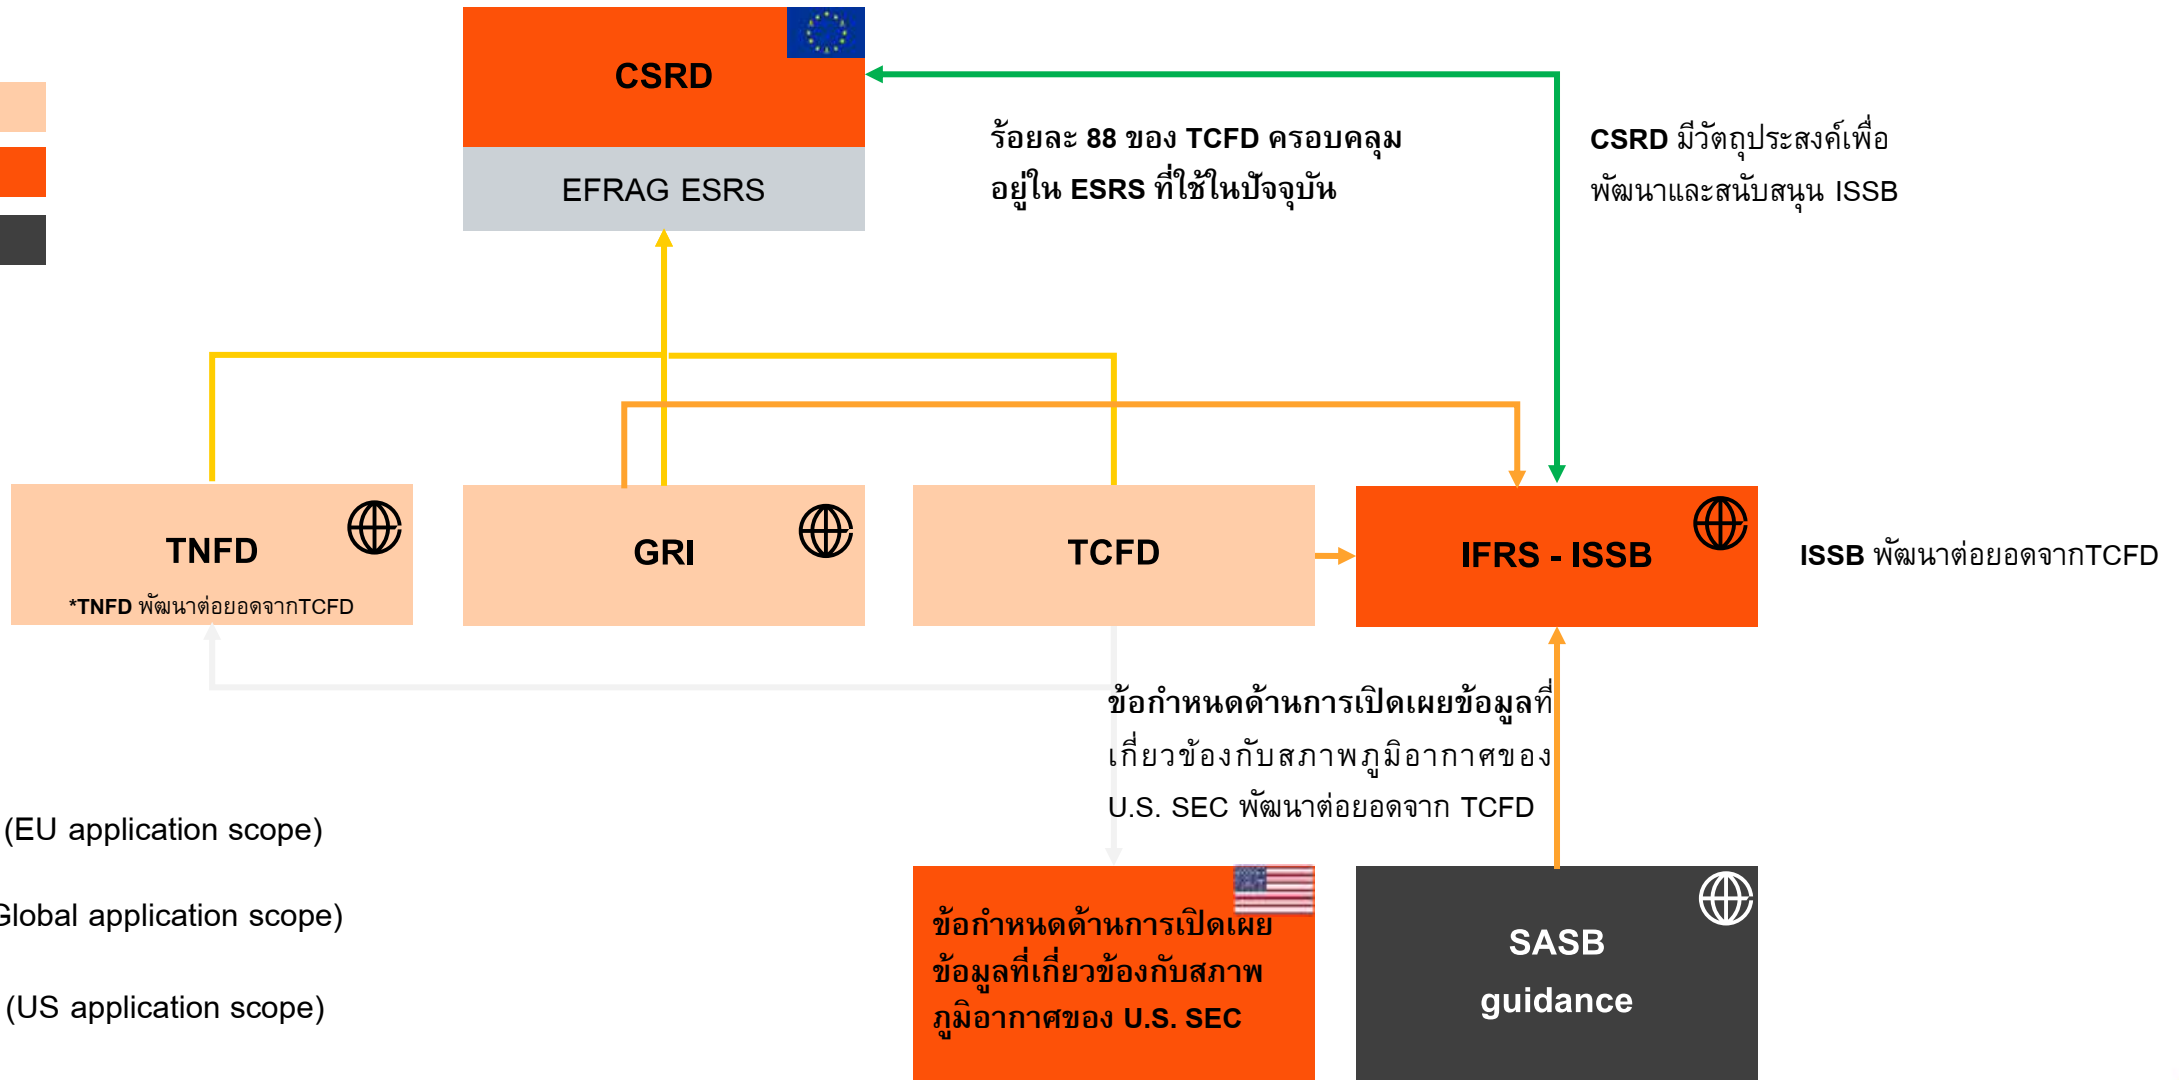 CSRD
EFRAG ESRS
ร้อยละ 88 ของ TCFD ครอบคลุม
อยู่ใน ESRS ที่ใช้ในปัจจุบัน
CSRD มีวัตถุประสงค์เพื่อ
พัฒนาและสนับสนุน ISSB
TNFD
*TNFD พัฒนาต่อยอดจากTCFD
GRI
TCFD
IFRS - ISSB
ISSB พัฒนาต่อยอดจากTCFD
ข้อกำหนดด้านการเปิดเผยข้อมูลที่
เกี่ยวข้องกับสภาพภูมิอากาศของ
U.S. SEC พัฒนาต่อยอดจาก TCFD
(EU application scope)
Global application scope)
(US application scope)
ข้อกำหนดด้านการเปิดเผย
ข้อมูลที่เกี่ยวข้องกับสภาพ
ภูมิอากาศของ U.S. SEC
SASB
guidance